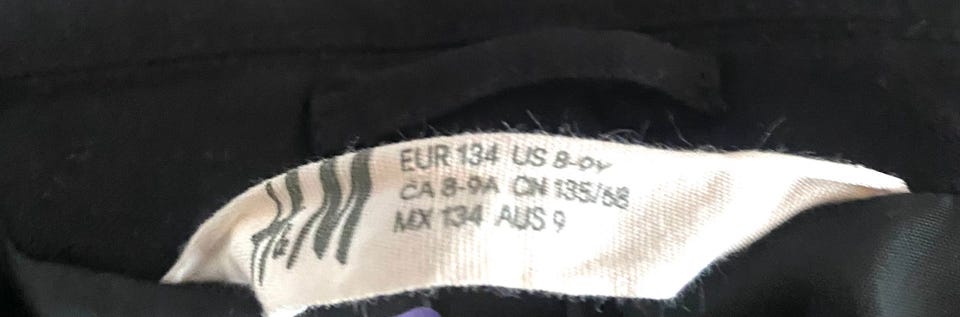 H&M
EUR 134 US 8-9Y
CA 8-9A CN 135/68
MX 134 AUS 9